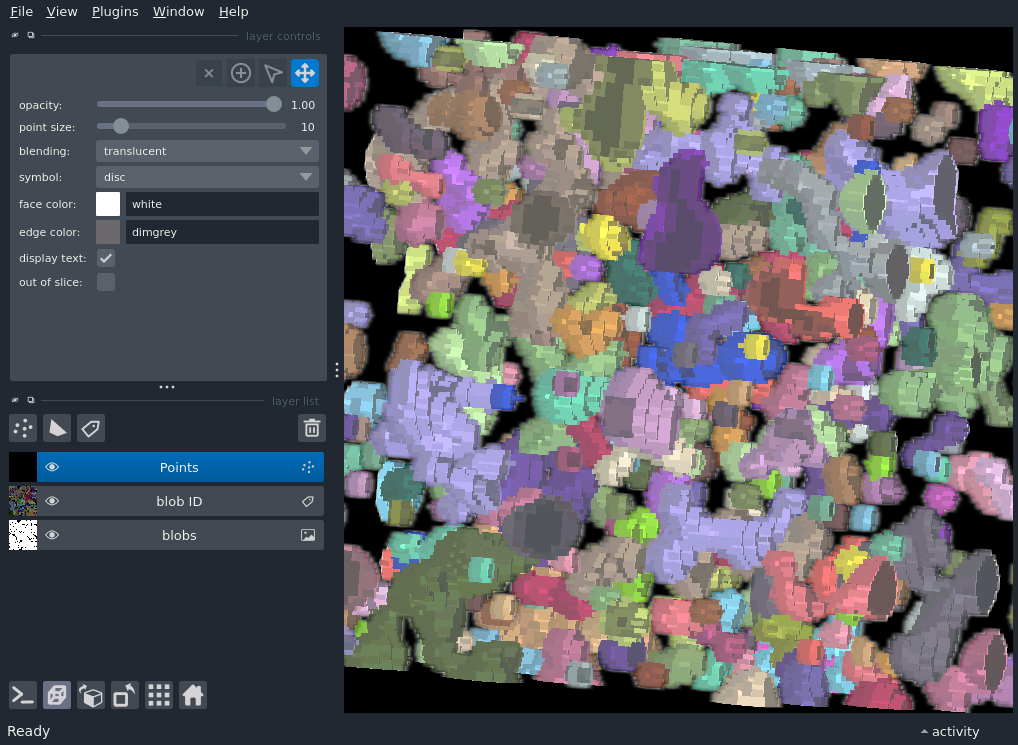 File View Plugins Window Help
layer controls
opacity: 1.00
point size: 10
blending: translucent
symbol: disc
face color: white
edge color: dimgrey
display text:
out of slice:
layer list
Points
blob ID
blobs
Ready activity